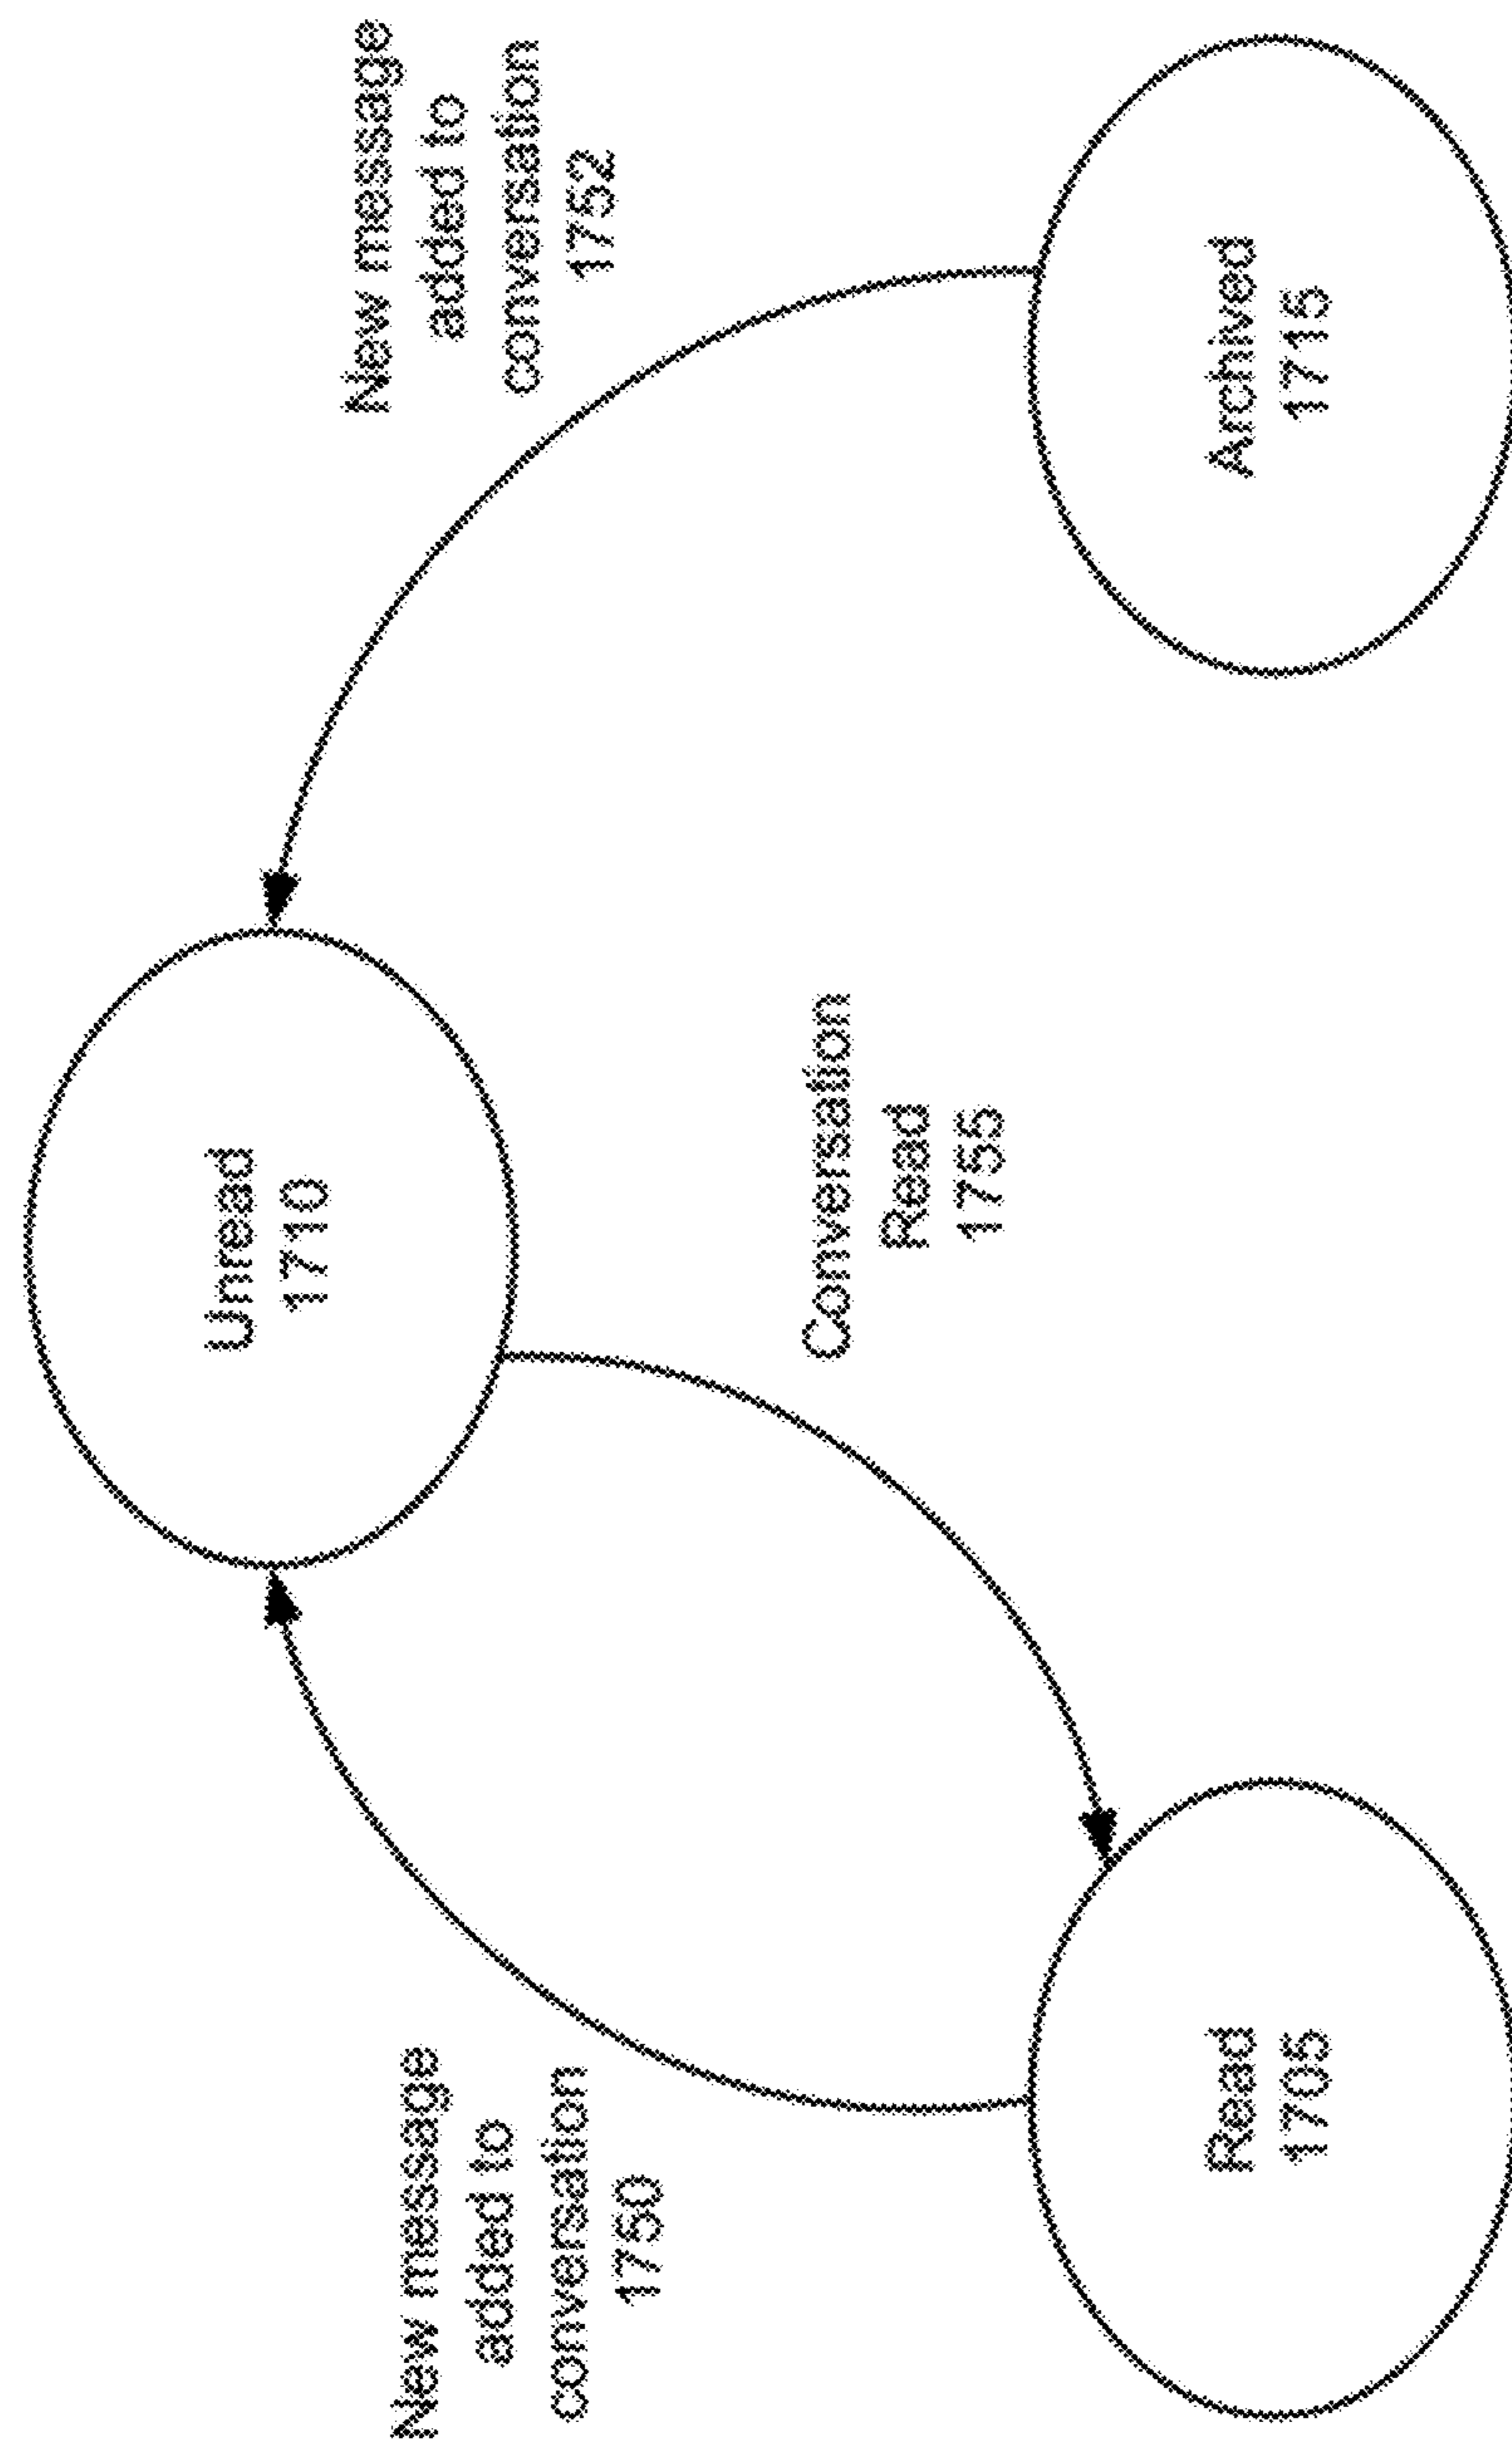 New message
added to
conversation
1750
Unread
1710
New message
added to
conversation
1752
Conversation
Read
1755
Read
1705
Archived
1715